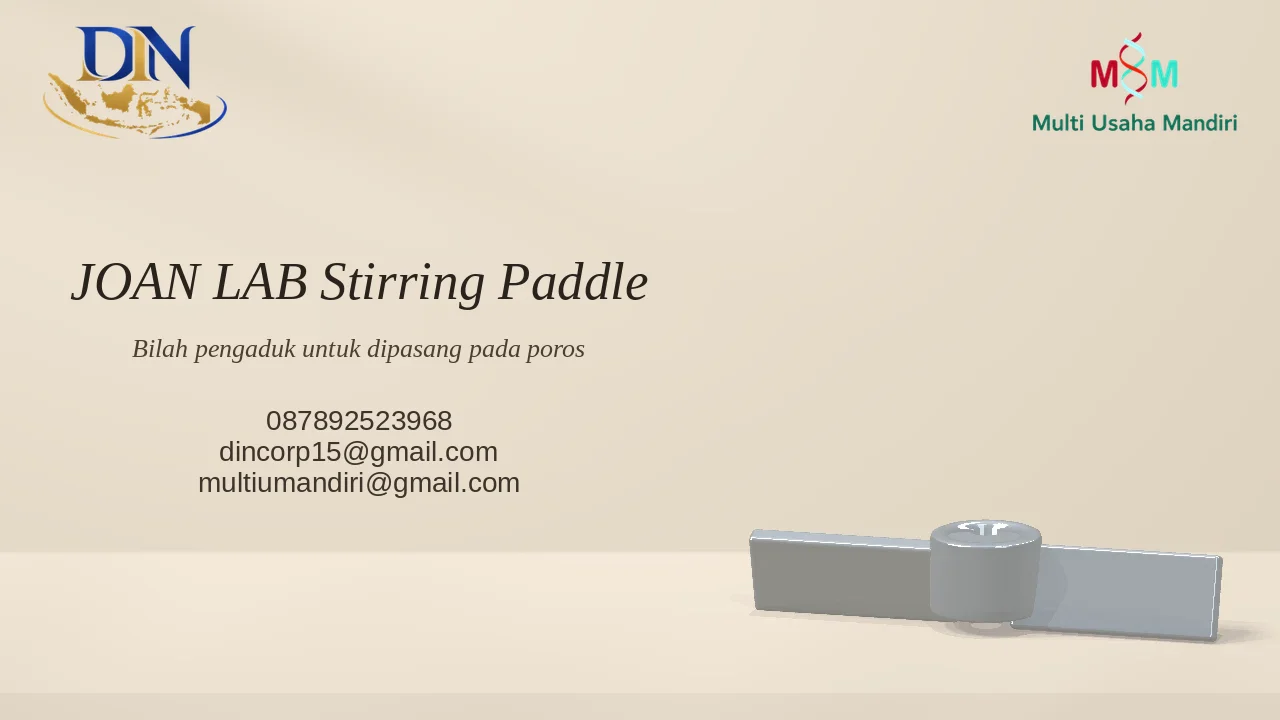 DIN
M M
Multi Usaha Mandiri
JOAN LAB Stirring Paddle
Bilah pengaduk untuk dipasang pada poros
087892523968
dincorp15@gmail.com
multiumandiri@gmail.com